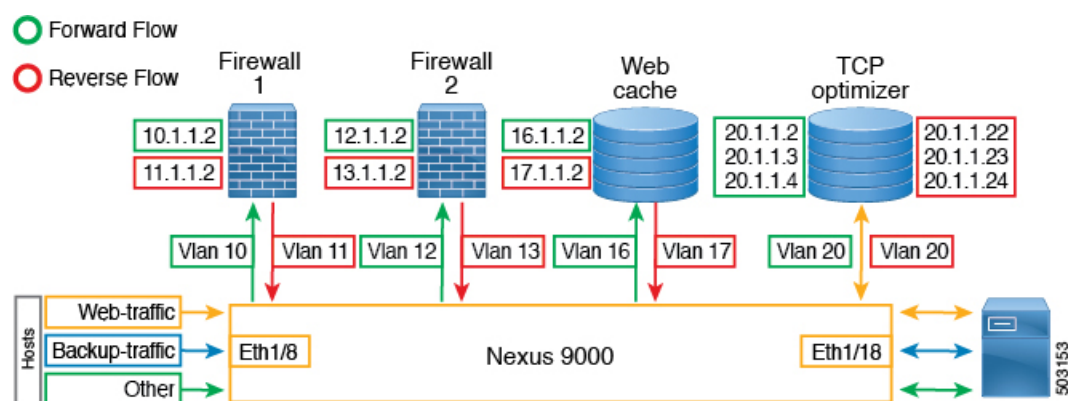 Forward Flow
Reverse Flow
Firewall
1
Firewall
2
Web
cache
TCP
optimizer
10.1.1.2
11.1.1.2
12.1.1.2
13.1.1.2
16.1.1.2
17.1.1.2
20.1.1.2
20.1.1.3
20.1.1.4
20.1.1.22
20.1.1.23
20.1.1.24
Vlan 10
Vlan 11
Vlan 12
Vlan 13
Vlan 16
Vlan 17
Vlan 20
Vlan 20
Hosts
Web-traffic
Backup-traffic
Other
Eth1/8
Nexus 9000
Eth1/18
503153